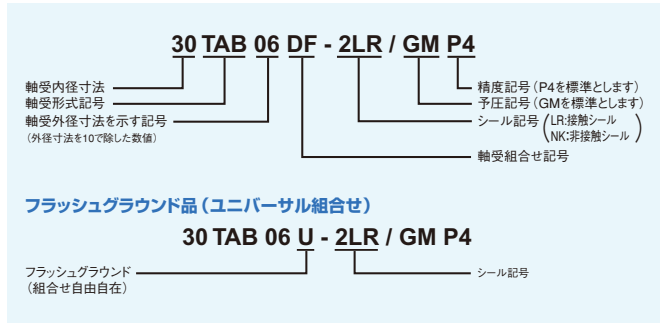 30 TAB 06 DF - 2LR / GM P4
軸受内径寸法
軸受形式記号
軸受外径寸法を示す記号
(外径寸法を10で除した数値)
精度記号(P4を標準とします)
予圧記号(GMを標準とします)
シール記号(LR:接触シール
NK:非接触シール)
軸受組合せ記号
フラッシュグラウンド品(ユニバーサル組合せ)
30 TAB 06 U - 2LR / GM P4
フラッシュグラウンド
(組合せ自由自在)
シール記号